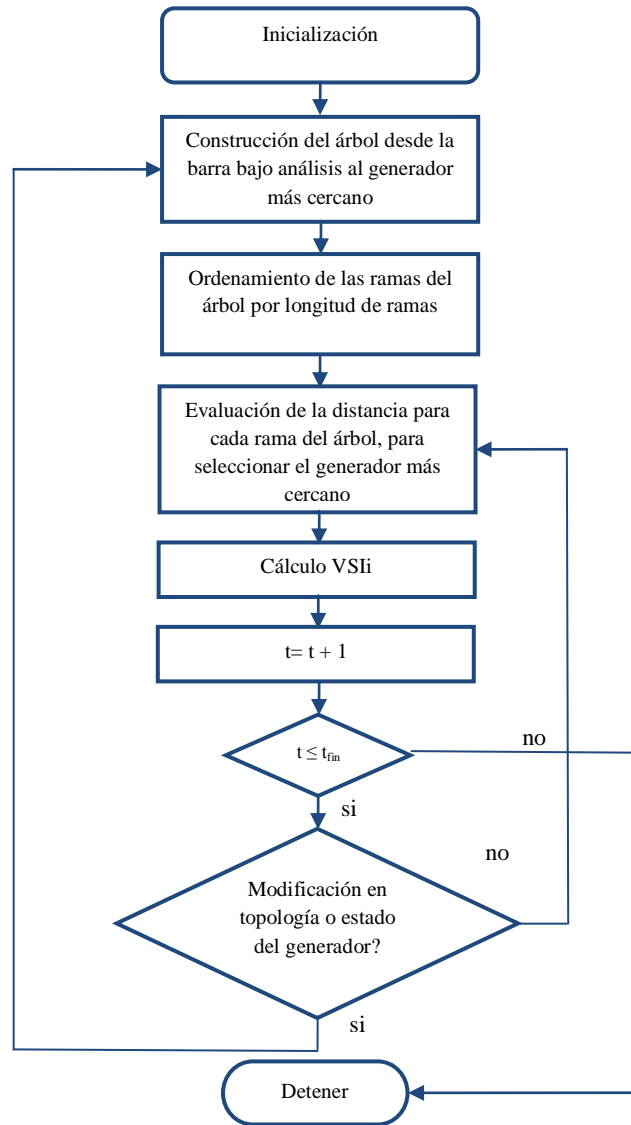 Inicialización
Construcción del árbol desde la
barra bajo análisis al generador
más cercano
Ordenamiento de las ramas del
árbol por longitud de ramas
Evaluación de la distancia para
cada rama del árbol, para
seleccionar el generador más
cercano
Cálculo VSIi
t= t + 1
t ≤ tfin
no
si
no
Modificación en
topología o estado
del generador?
si
Detener